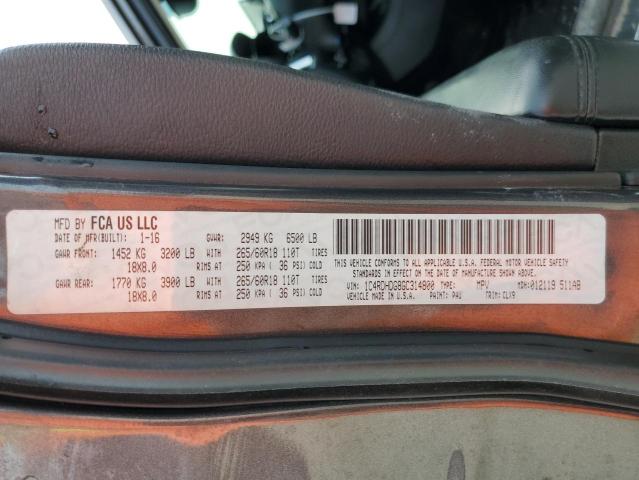 MFD BY FCA US LLC
DATE OF MFR(BUILT): 1-16 GVWR: 2949 KG 6500 LB
GAWR FRONT: 1452 KG 3200 LB WITH 265/60R18 110T TIRES
18X8.0 RIMS AT 250 KPA ( 36 PSI) COLD
GAWR REAR: 1770 KG 3900 LB WITH 265/60R18 110T TIRES
18X8.0 RIMS AT 250 KPA ( 36 PSI) COLD
THIS VEHICLE CONFORMS TO ALL APPLICABLE U.S.A. FEDERAL MOTOR VEHICLE SAFETY
STANDARDS IN EFFECT ON THE DATE OF MANUFACTURE SHOWN ABOVE.
VIN: 1C4RDHDG8GC314800 TYPE: MPV MDH: 012119 511AB
VEHICLE MADE IN U.S.A. PAINT: PAU TRIM: CLX9